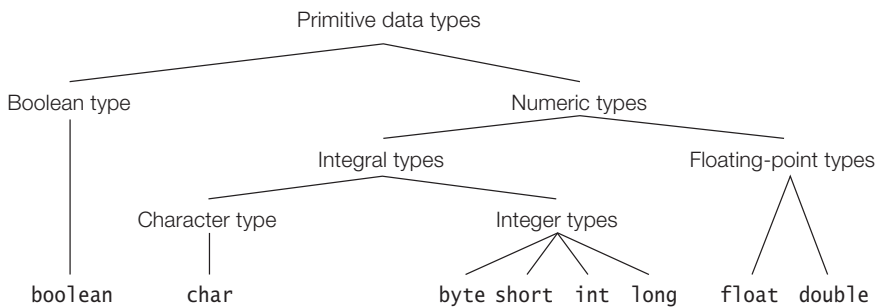 Primitive data types
Boolean type Numeric types
Integral types Floating-point types
Character type Integer types
boolean char byte short int long float double